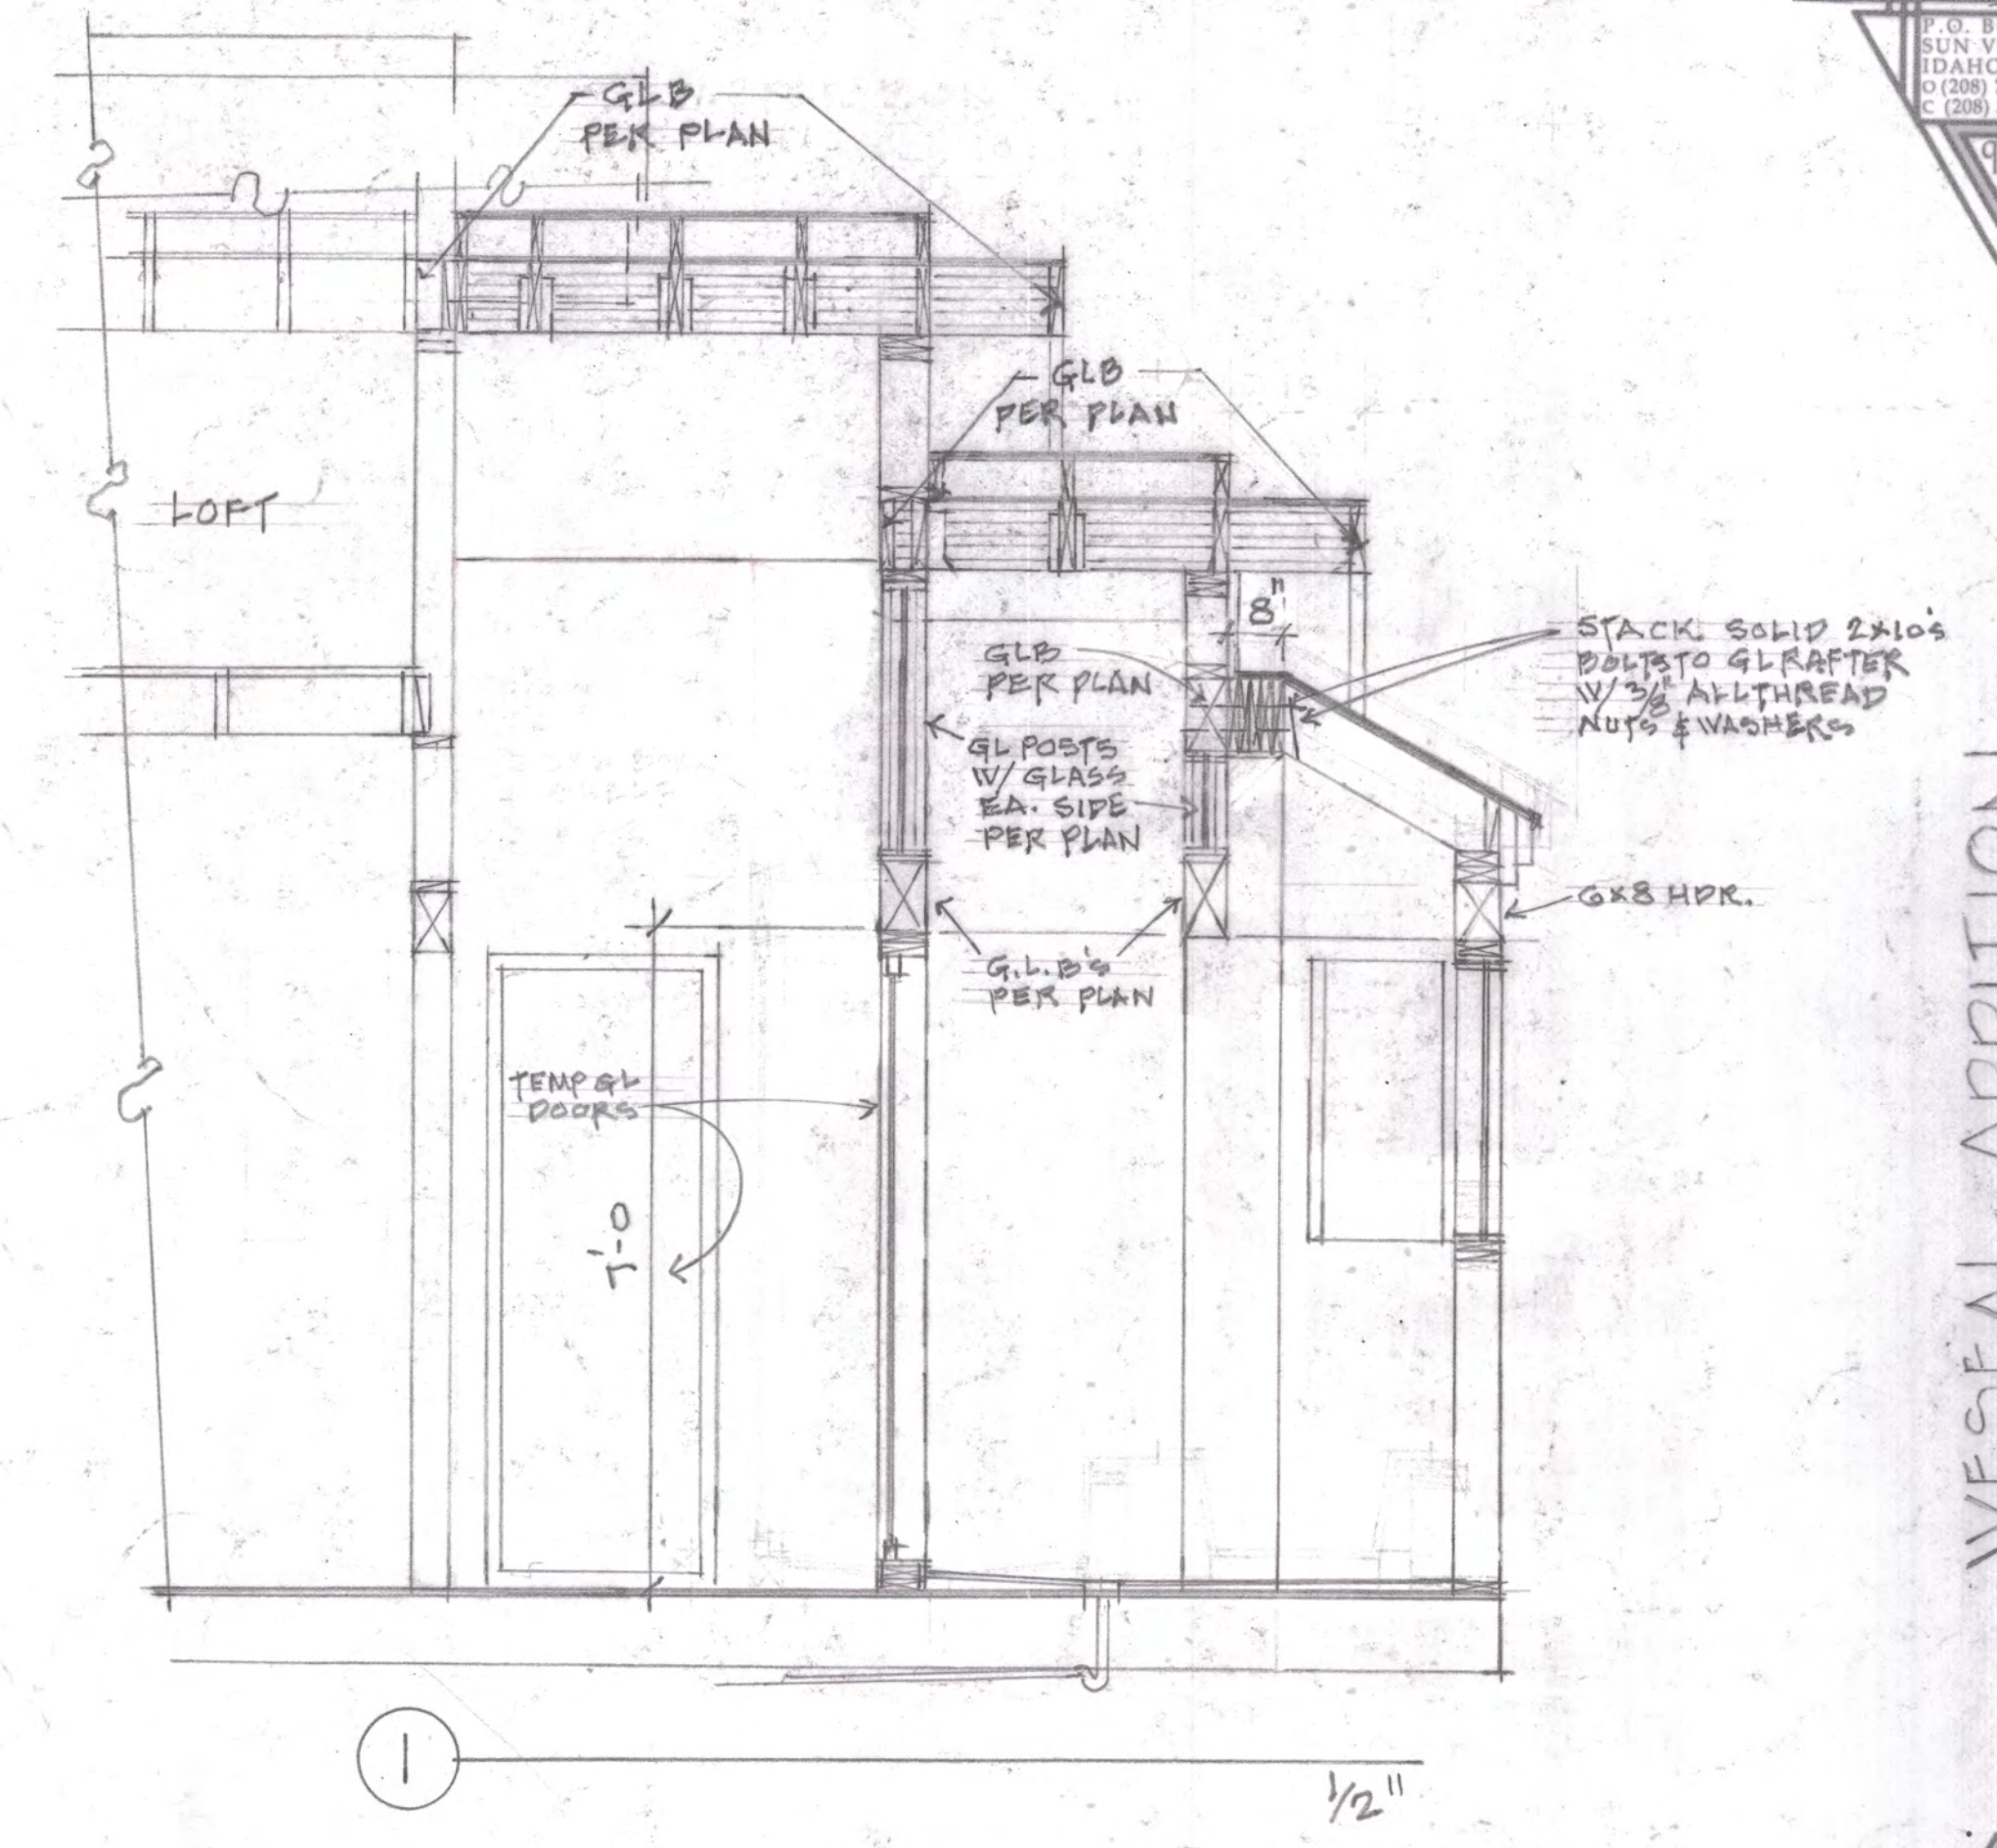 P.O. B
SUN V
IDAHO
O (208)
C (208)
GLB
PER PLAN
GLB
PER PLAN
LOFT
8"
STACK SOLID 2x10's
BOLTS TO GL RAFTER
W/ 3/8" ALLTHREAD
NUTS & WASHERS
GLB
PER PLAN
GL POSTS
W/ GLASS
EA. SIDE
PER PLAN
6x8 HDR.
G.L.B's
PER PLAN
TEMP GL
DOORS
7'-0
1
1/2"
ADDITION